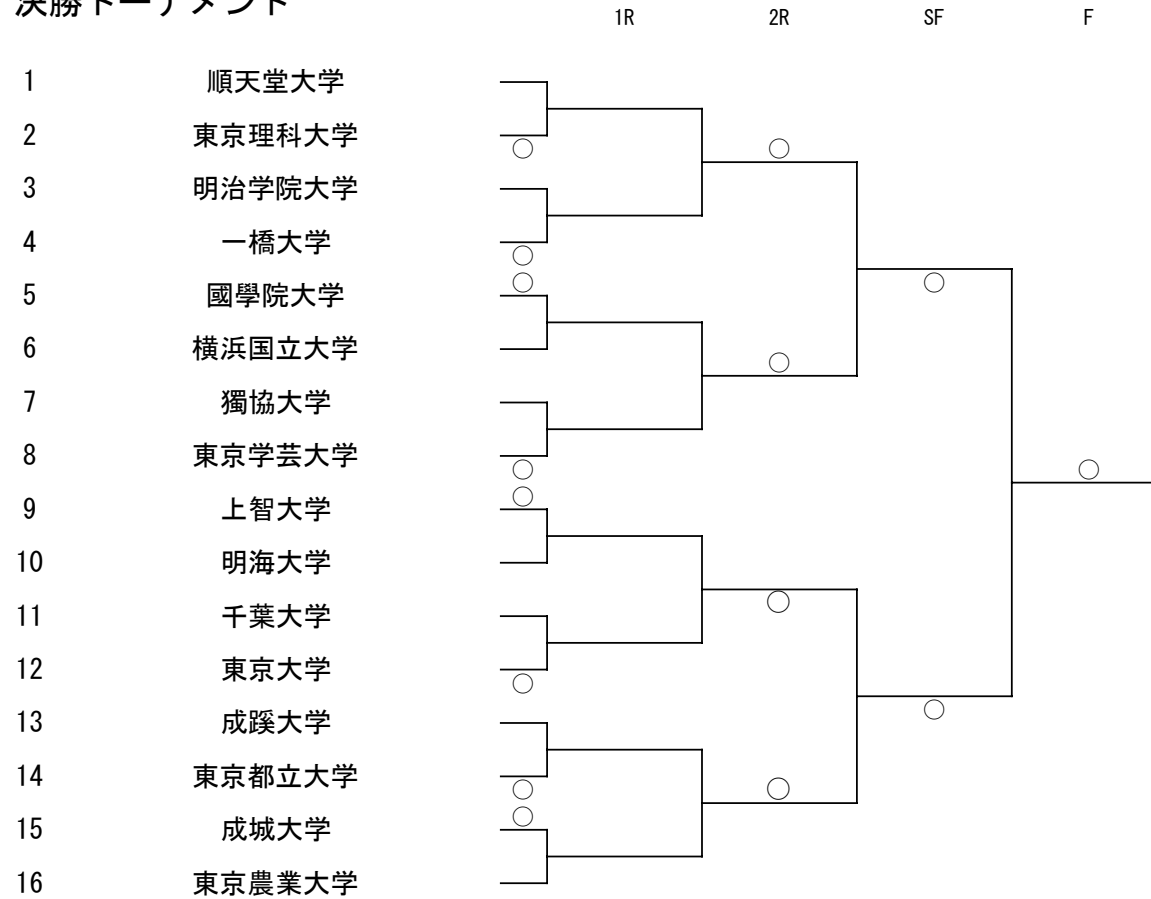 決勝トーナメント
1R 2R SF F
1 順天堂大学
2 東京理科大学
3 明治学院大学
4 一橋大学
5 國學院大学
6 横浜国立大学
7 獨協大学
8 東京学芸大学
9 上智大学
10 明海大学
11 千葉大学
12 東京大学
13 成蹊大学
14 東京都立大学
15 成城大学
16 東京農業大学